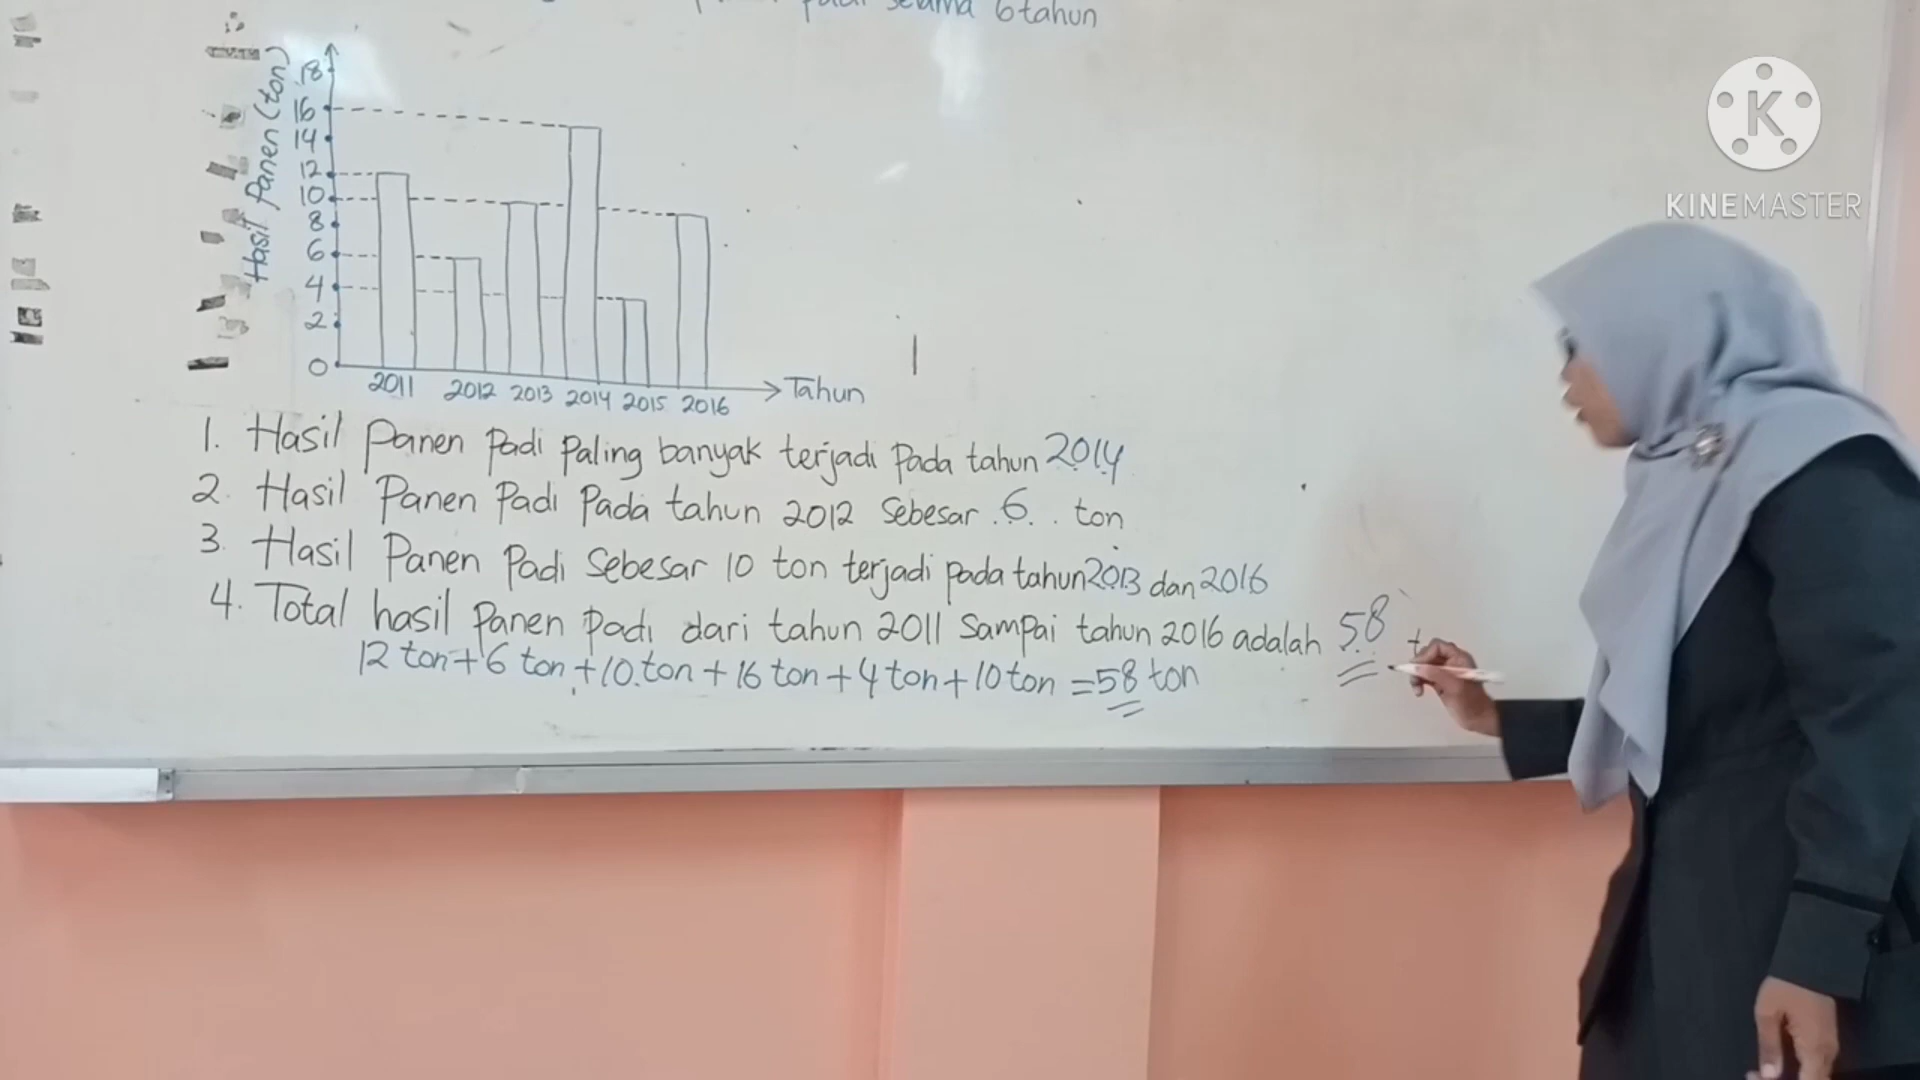 selama 6 tahun
Hasil Panen (ton)
18
16
14
12
10
8
6
4
2
0
2011 2012 2013 2014 2015 2016
Tahun
1. Hasil Panen Padi Paling banyak terjadi Pada tahun 2014
2. Hasil Panen Padi Pada tahun 2012 Sebesar .6. . ton
3. Hasil Panen Padi Sebesar 10 ton terjadi pada tahun 2013 dan 2016
4. Total hasil Panen Padi dari tahun 2011 Sampai tahun 2016 adalah 58
12 ton + 6 ton + 10 ton + 16 ton + 4 ton + 10 ton = 58 ton
K
KINEMASTER